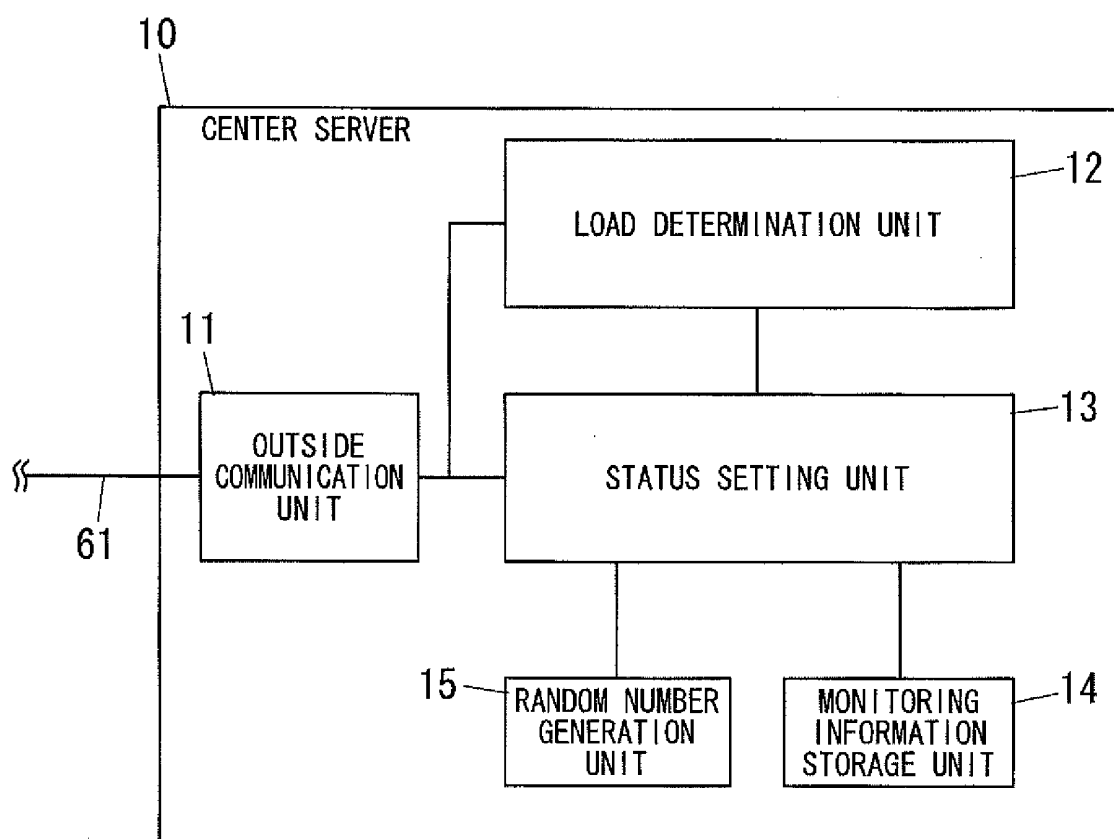 10
CENTER SERVER
12
LOAD DETERMINATION UNIT
11
OUTSIDE
COMMUNICATION
UNIT
13
STATUS SETTING UNIT
61
15
RANDOM NUMBER
GENERATION
UNIT
14
MONITORING
INFORMATION
STORAGE UNIT